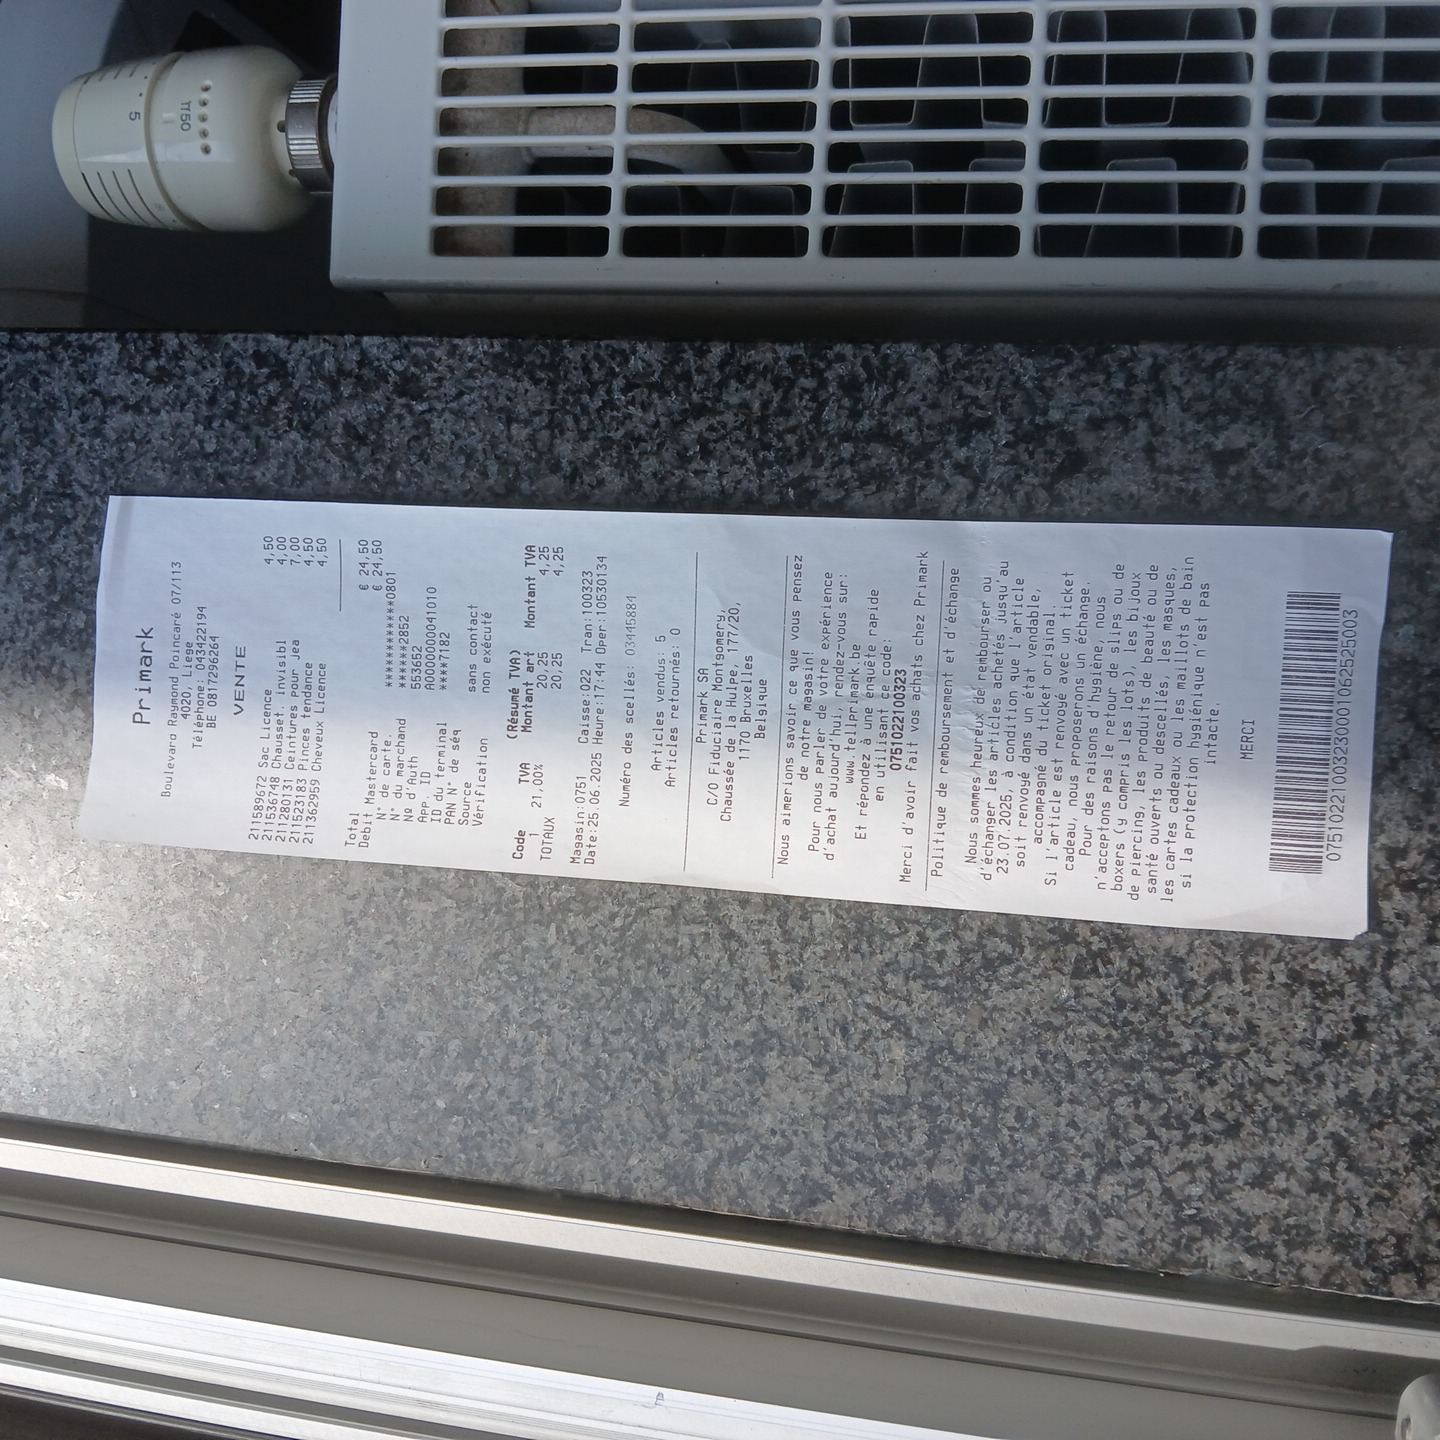 Primark
Boulevard Raymond Poincaré 07/113
4020, Liege
Téléphone: 043422194
BE 0817296264
VENTE
2115896?2 Sac Licence 4,50
211536748 Chausset. invisibl 4,00
211280131 Ceintures pour jea 7,00
211523183 Pinces tendance 4,50
211362959 Cheveux Licence 4,50
Total € 24,50
Debit Mastercard € 24,50
N° de carte. ************0801
N° du marchand ******2852
No d'Auth 553652
App. ID A0000000041010
ID du terminal ****7182
PAN N° de séq
Source sans contact
Vérification non exécuté
(Résumé TVA)
Code TVA Montant art Montant TVA
1 21,00% 20,25 4,25
TOTAUX 20,25 4,25
Magasin:0751 Caisse:022 Tran:100323
Date:25.06.2025 Heure:17:44 Oper:10530134
Numéro des scellés: 03445884
Articles vendus: 5
Articles retournés: 0
Primark SA
C/O Fiduciaire Montgomery,
Chaussée de la Hulpe, 177/20,
1170 Bruxelles
Belgique
Nous aimerions savoir ce que vous pensez
de notre magasin!
Pour nous parler de votre expérience
d'achat aujourd'hui, rendez-vous sur:
www.tellPrimark.be
Et répondez à une enquête rapide
en utilisant ce code:
075102210032​3
Merci d'avoir fait vos achats chez Primark
Politique de remboursement et d'échange
Nous sommes heureux de rembourser ou
d'échanger les articles achetés jusqu'au
23.07.2025, à condition que l'article
soit renvoyé dans un état vendable,
accompagné du ticket original.
Si l'article est renvoyé avec un ticket
cadeau, nous proposerons un échange.
Pour des raisons d'hygiène, nous
n'acceptons pas le retour de slips ou de
boxers (y compris les lots), les bijoux
de piercing, les produits de beauté ou de
santé ouverts ou descellés, les masques,
les cartes cadeaux ou les maillots de bain
si la protection hygiénique n'est pas
intacte.
MERCI
07510221003230001062525003
5
TT50